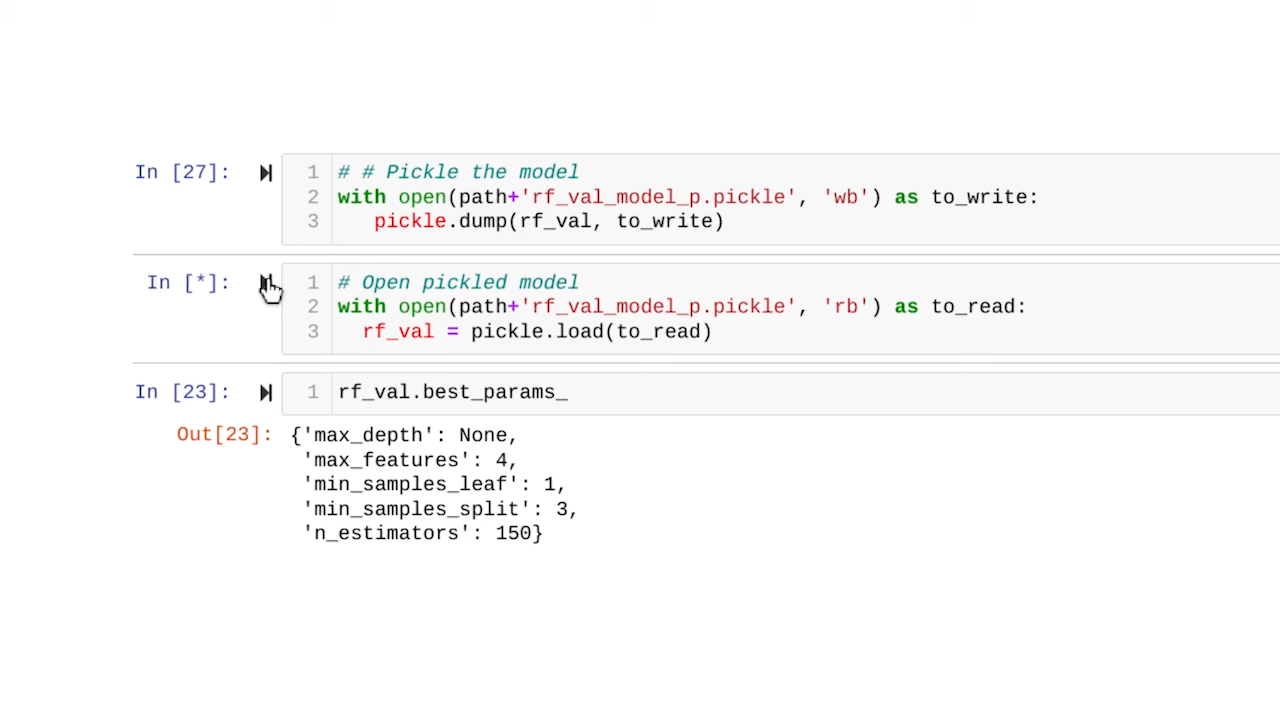 In [27]:
1 # # Pickle the model
2 with open(path+'rf_val_model_p.pickle', 'wb') as to_write:
3    pickle.dump(rf_val, to_write)
In [*]:
1 # Open pickled model
2 with open(path+'rf_val_model_p.pickle', 'rb') as to_read:
3   rf_val = pickle.load(to_read)
In [23]:
1 rf_val.best_params_
Out[23]: {'max_depth': None,
 'max_features': 4,
 'min_samples_leaf': 1,
 'min_samples_split': 3,
 'n_estimators': 150}